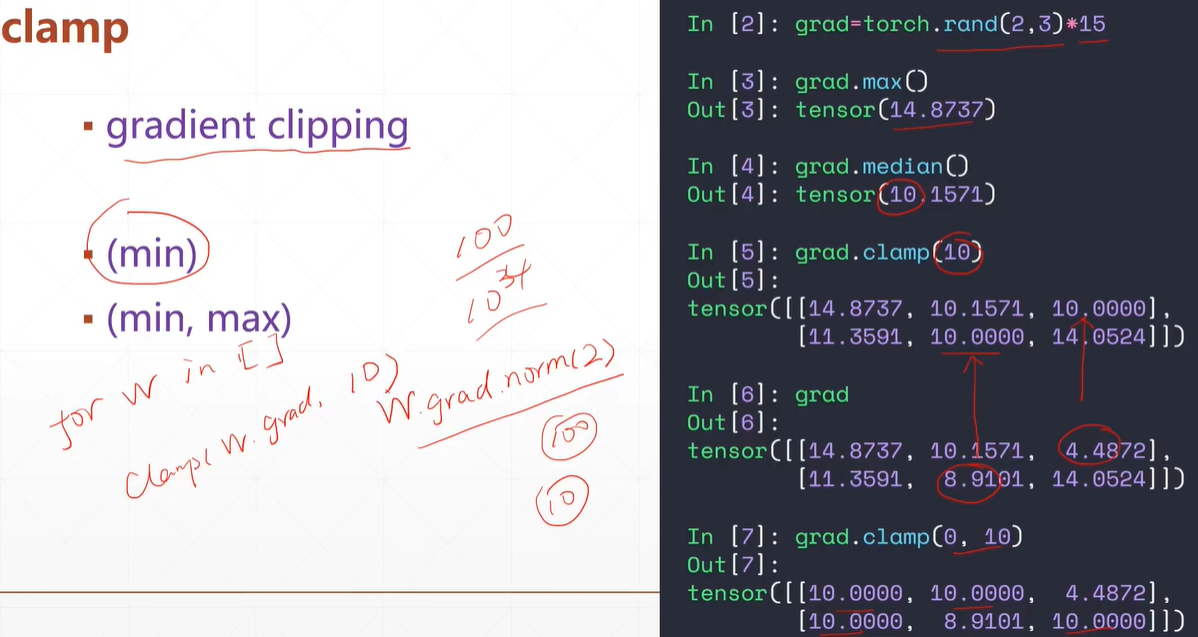 clamp
▪ gradient clipping
▪ (min)
▪ (min, max)
100
10
for w in []
Clamp( w.grad, 10)
W.grad.norm(2)
100
10
In [2]: grad=torch.rand(2,3)*15
In [3]: grad.max()
Out[3]: tensor(14.8737)
In [4]: grad.median()
Out[4]: tensor(10.1571)
In [5]: grad.clamp(10)
Out[5]:
tensor([[14.8737, 10.1571, 10.0000],
[11.3591, 10.0000, 14.0524]])
In [6]: grad
Out[6]:
tensor([[14.8737, 10.1571, 4.4872],
[11.3591, 8.9101, 14.0524]])
In [7]: grad.clamp(0, 10)
Out[7]:
tensor([[10.0000, 10.0000, 4.4872],
[10.0000, 8.9101, 10.0000]])